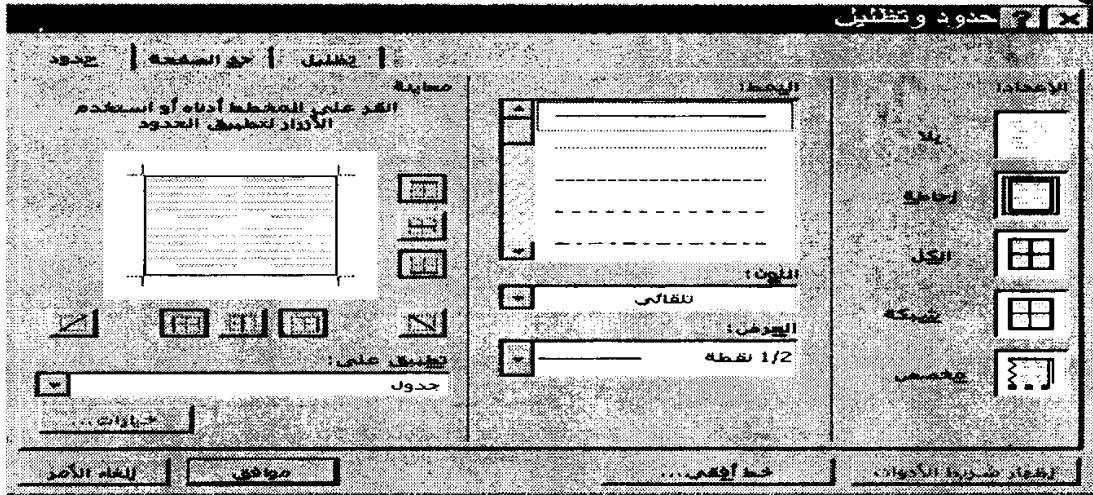 حدود وتظليل
حدود
حد الصفحة
تظليل
الإعداد:
بلا
إحاطة
الكل
شبكة
مخصص
النمط:
اللون:
تلقائي
العرض:
1/2 نقطة
معاينة
انقر على المخطط أدناه أو استخدم
الأزرار لتطبيق الحدود
تطبيق على:
جدول
خيارات...
إظهار شريط الأدوات
خط أفقي...
موافق
إلغاء الأمر